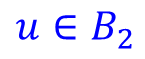 u ∈ B₂